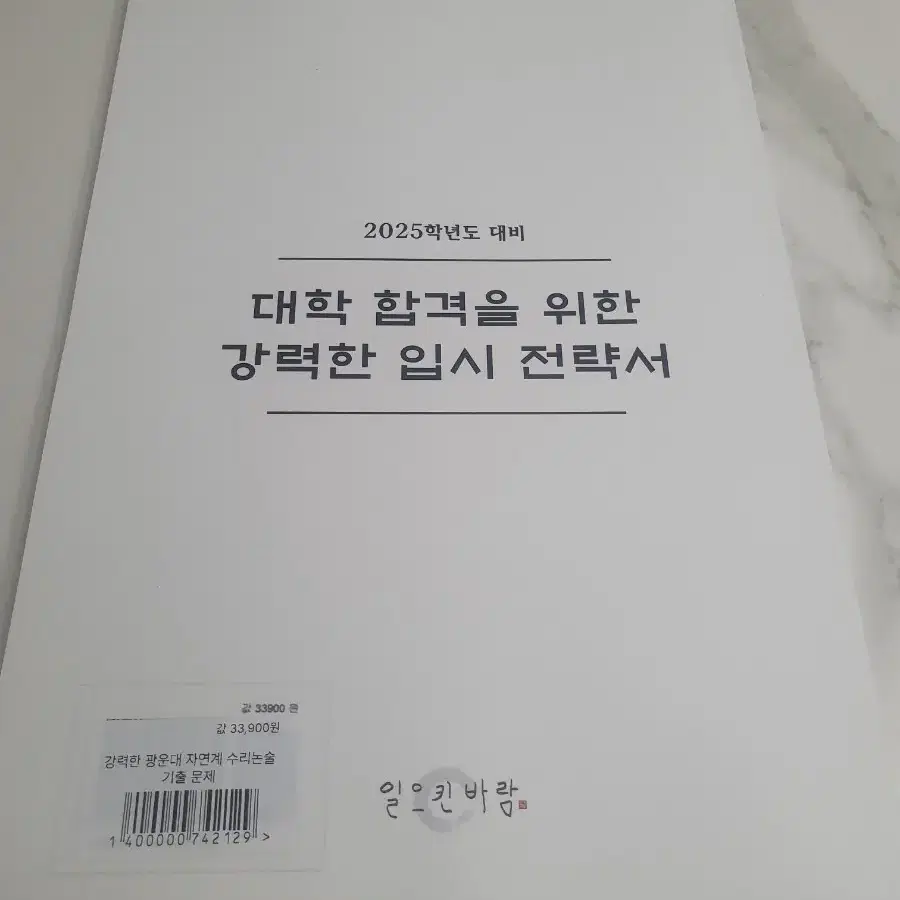 2025학년도 대비
대학 합격을 위한
강력한 입시 전략서
값 33900 원
값 33,900원
강력한 광운대 자연계 수리논술
기출 문제
1 400000 742129 >
일으킨바람